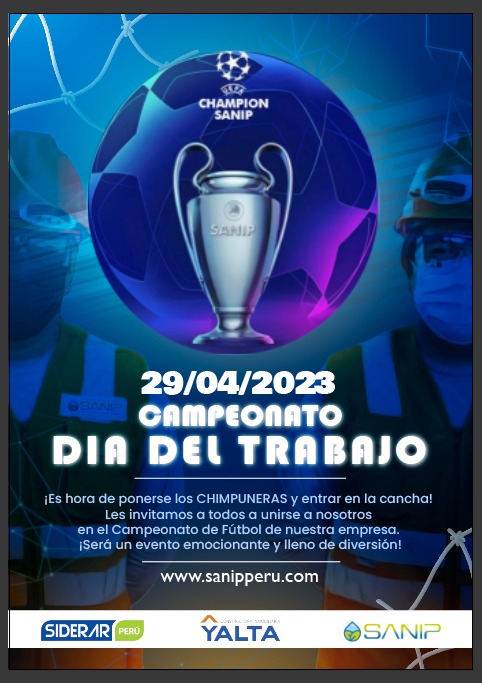 UEFA
CHAMPION
SANIP
SANIP
SANIP
29/04/2023
CAMPEONATO
DIA DEL TRABAJO
¡Es hora de ponerse los CHIMPUNERAS y entrar en la cancha!
Les invitamos a todos a unirse a nosotros
en el Campeonato de Fútbol de nuestra empresa.
¡Será un evento emocionante y lleno de diversión!
www.sanipperu.com
SIDERAR PERÚ
YALTA
SANIP